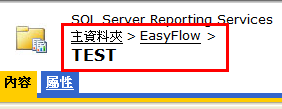 SQL Server Reporting Services
主資料夾 > EasyFlow >
TEST
內容 屬性